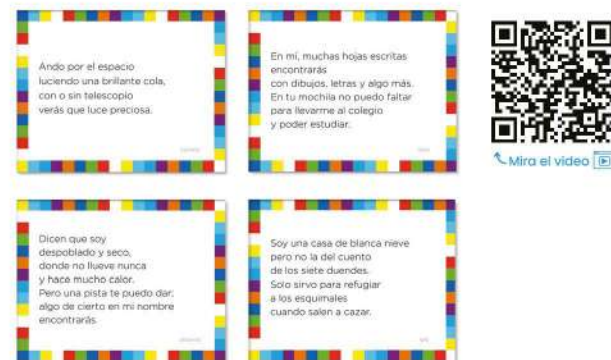 Ando por el espacio
luciendo una brillante cola,
con o sin telescopio
verás que luce preciosa.
En mí, muchas hojas escritas
encontrarás
con dibujos, letras y algo más.
En tu mochila no puedo faltar
para llevarme al colegio
y poder estudiar.
Mira el video
Dicen que soy
despoblado y seco,
donde no llueve nunca
y hace mucho calor.
Pero una pista te puedo dar,
algo de cierto en mi nombre
encontrarás.
Soy una casa de blanca nieve
pero no la del cuento
de los siete duendes.
Solo sirvo para refugiar
a los esquimales
cuando salen a cazar.